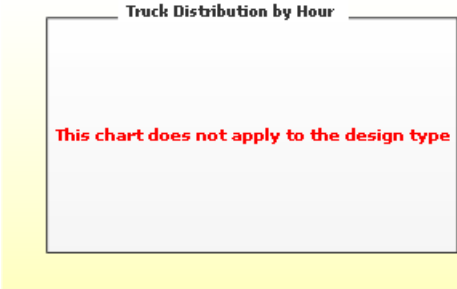 Truck Distribution by Hour
This chart does not apply to the design type